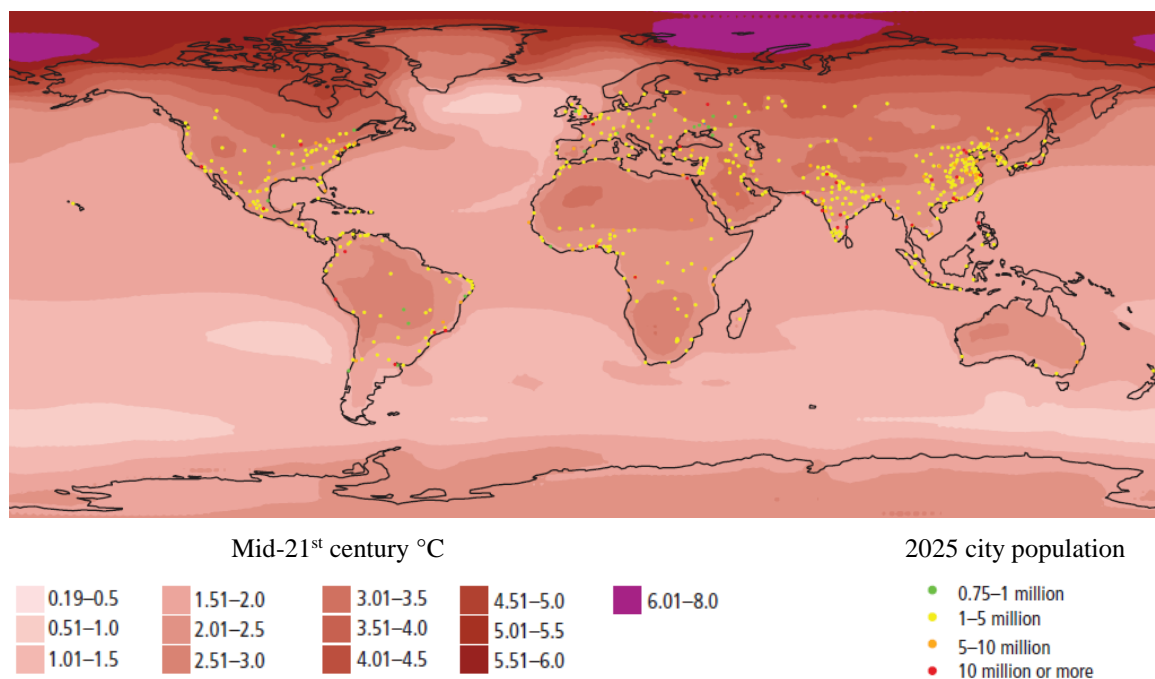 Mid-21st century °C
2025 city population
0.19–0.5
0.51–1.0
1.01–1.5
1.51–2.0
2.01–2.5
2.51–3.0
3.01–3.5
3.51–4.0
4.01–4.5
4.51–5.0
5.01–5.5
5.51–6.0
6.01–8.0
0.75–1 million
1–5 million
5–10 million
10 million or more